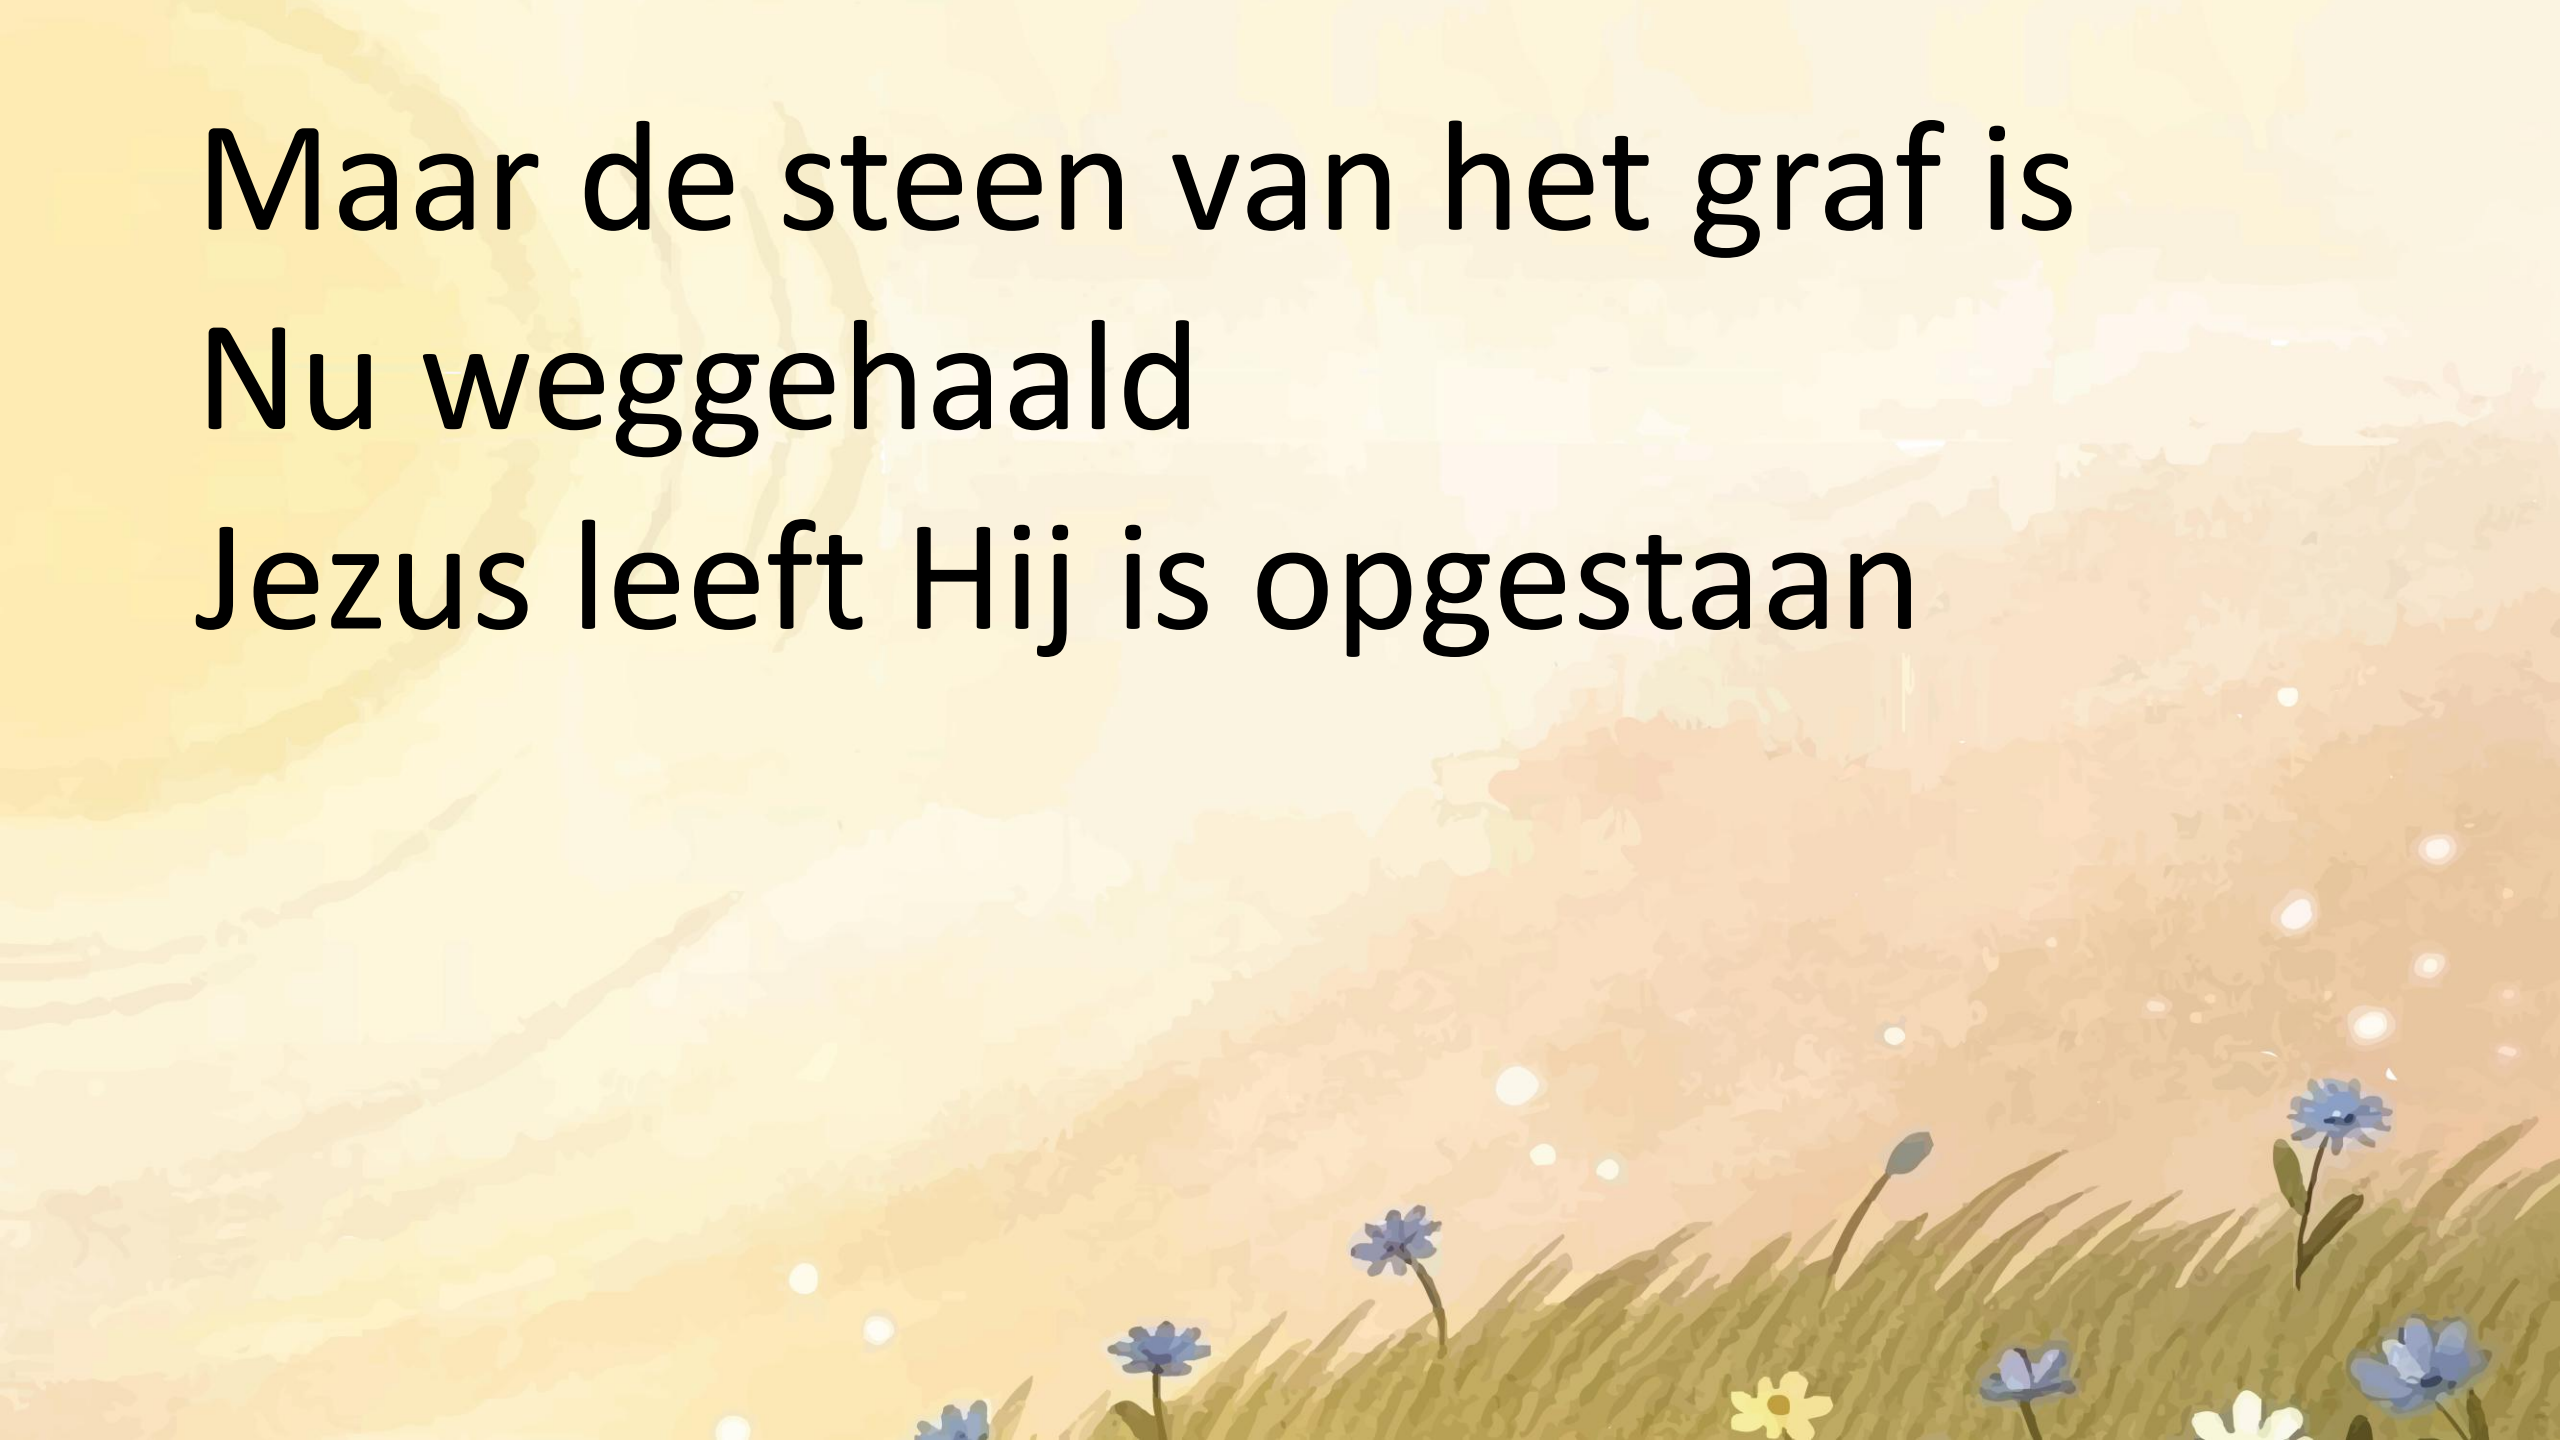 Maar de steen van het graf is
Nu weggehaald
Jezus leeft Hij is opgestaan